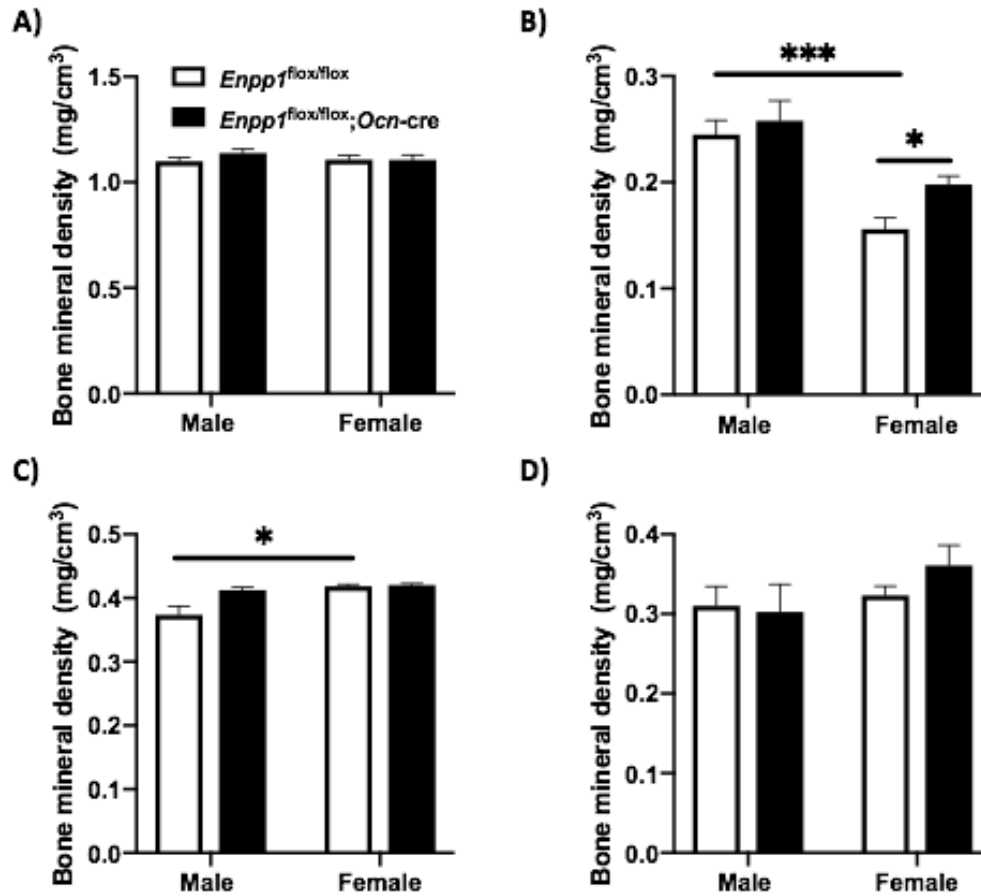 A)
Bone mineral density (mg/cm³)
1.5
1.0
0.5
0.0
Enpp1flox/flox
Enpp1flox/flox;Ocn-cre
Male Female
B)
Bone mineral density (mg/cm³)
0.3
0.2
0.1
0.0
***
*
Male Female
C)
Bone mineral density (mg/cm³)
0.5
0.4
0.3
0.2
0.1
0.0
*
Male Female
D)
Bone mineral density (mg/cm³)
0.4
0.3
0.2
0.1
0.0
Male Female